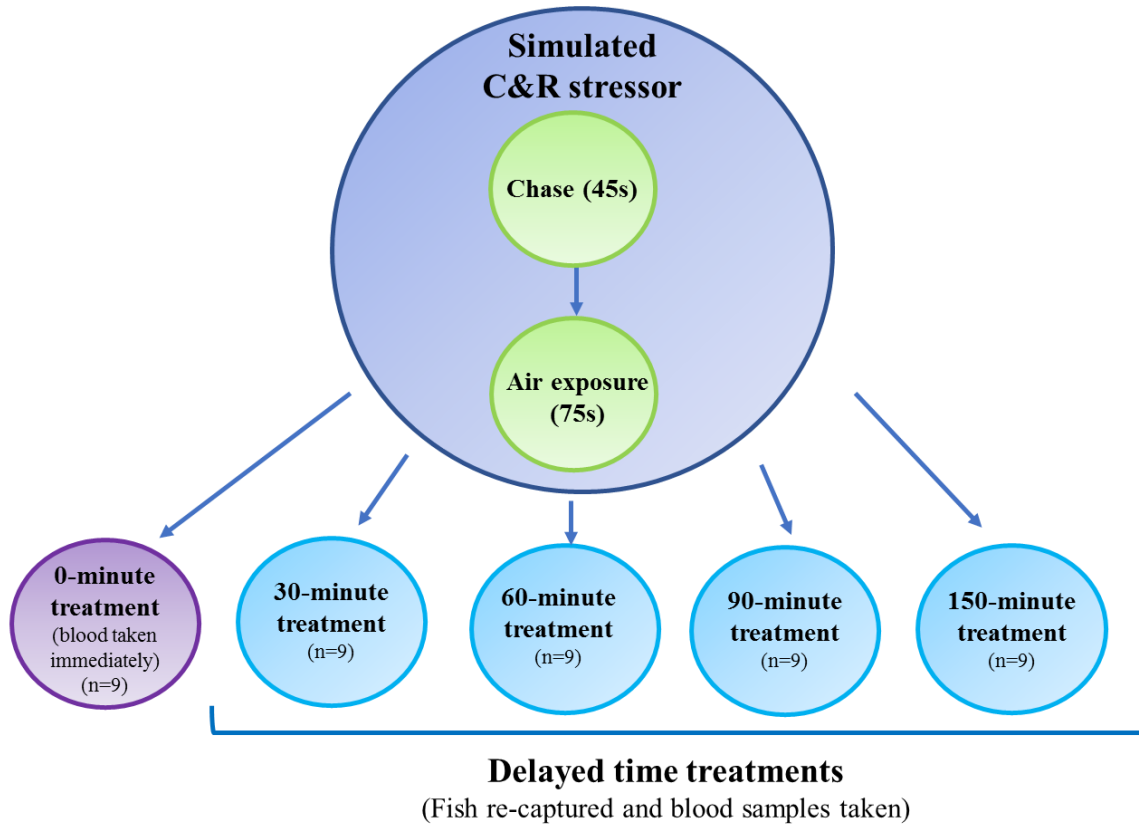 Simulated
C&R stressor
Chase (45s)
Air exposure
(75s)
0-minute
treatment
(blood taken
immediately)
(n=9)
30-minute
treatment
(n=9)
60-minute
treatment
(n=9)
90-minute
treatment
(n=9)
150-minute
treatment
(n=9)
Delayed time treatments
(Fish re-captured and blood samples taken)